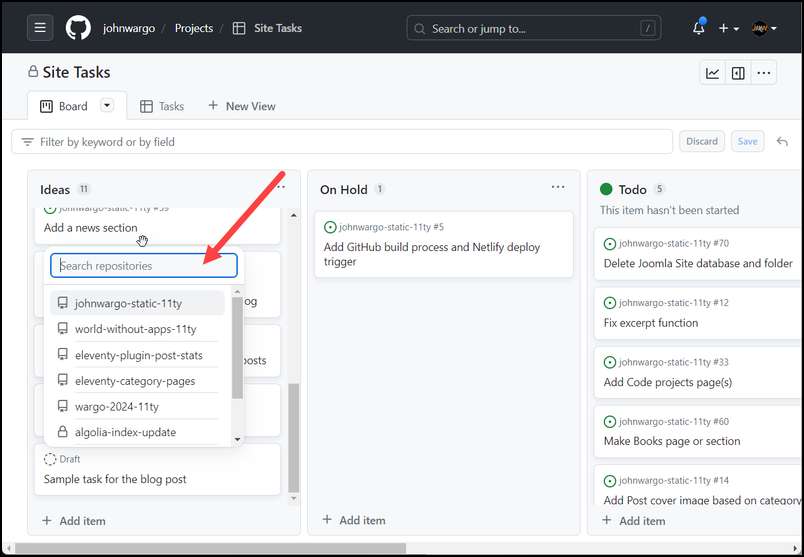 johnwargo / Projects / Site Tasks
Search or jump to... /
Site Tasks
Board Tasks + New View
Filter by keyword or by field
Discard Save
Ideas 11 ...
johnwargo-static-11ty #39
Add a news section
Search repositories
johnwargo-static-11ty
world-without-apps-11ty
og
eleventy-plugin-post-stats
osts
eleventy-category-pages
wargo-2024-11ty
algolia-index-update
Draft
Sample task for the blog post
+ Add item
On Hold 1 ...
johnwargo-static-11ty #5
Add GitHub build process and Netlify deploy
trigger
+ Add item
Todo 5
This item hasn't been started
johnwargo-static-11ty #70
Delete Joomla Site database and folder
johnwargo-static-11ty #12
Fix excerpt function
johnwargo-static-11ty #33
Add Code projects page(s)
johnwargo-static-11ty #60
Make Books page or section
johnwargo-static-11ty #14
Add Post cover image based on category
+ Add item